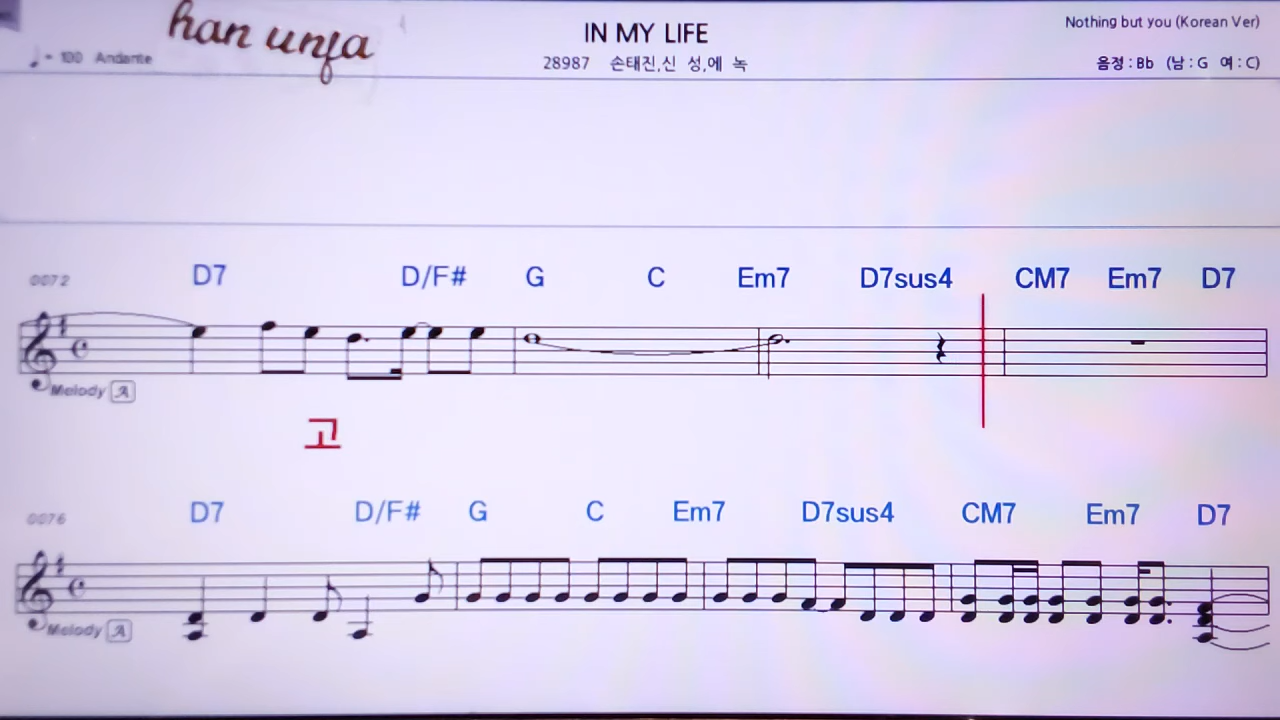 han unfa
IN MY LIFE
Nothing but you (Korean Ver)
♩= 100 Andante
28987 손태진,신 성,에 녹
음정 : Bb (남 : G 여 : C)
0072 D7 D/F# G C Em7 D7sus4 CM7 Em7 D7
Melody A
고
0076 D7 D/F# G C Em7 D7sus4 CM7 Em7 D7
Melody A